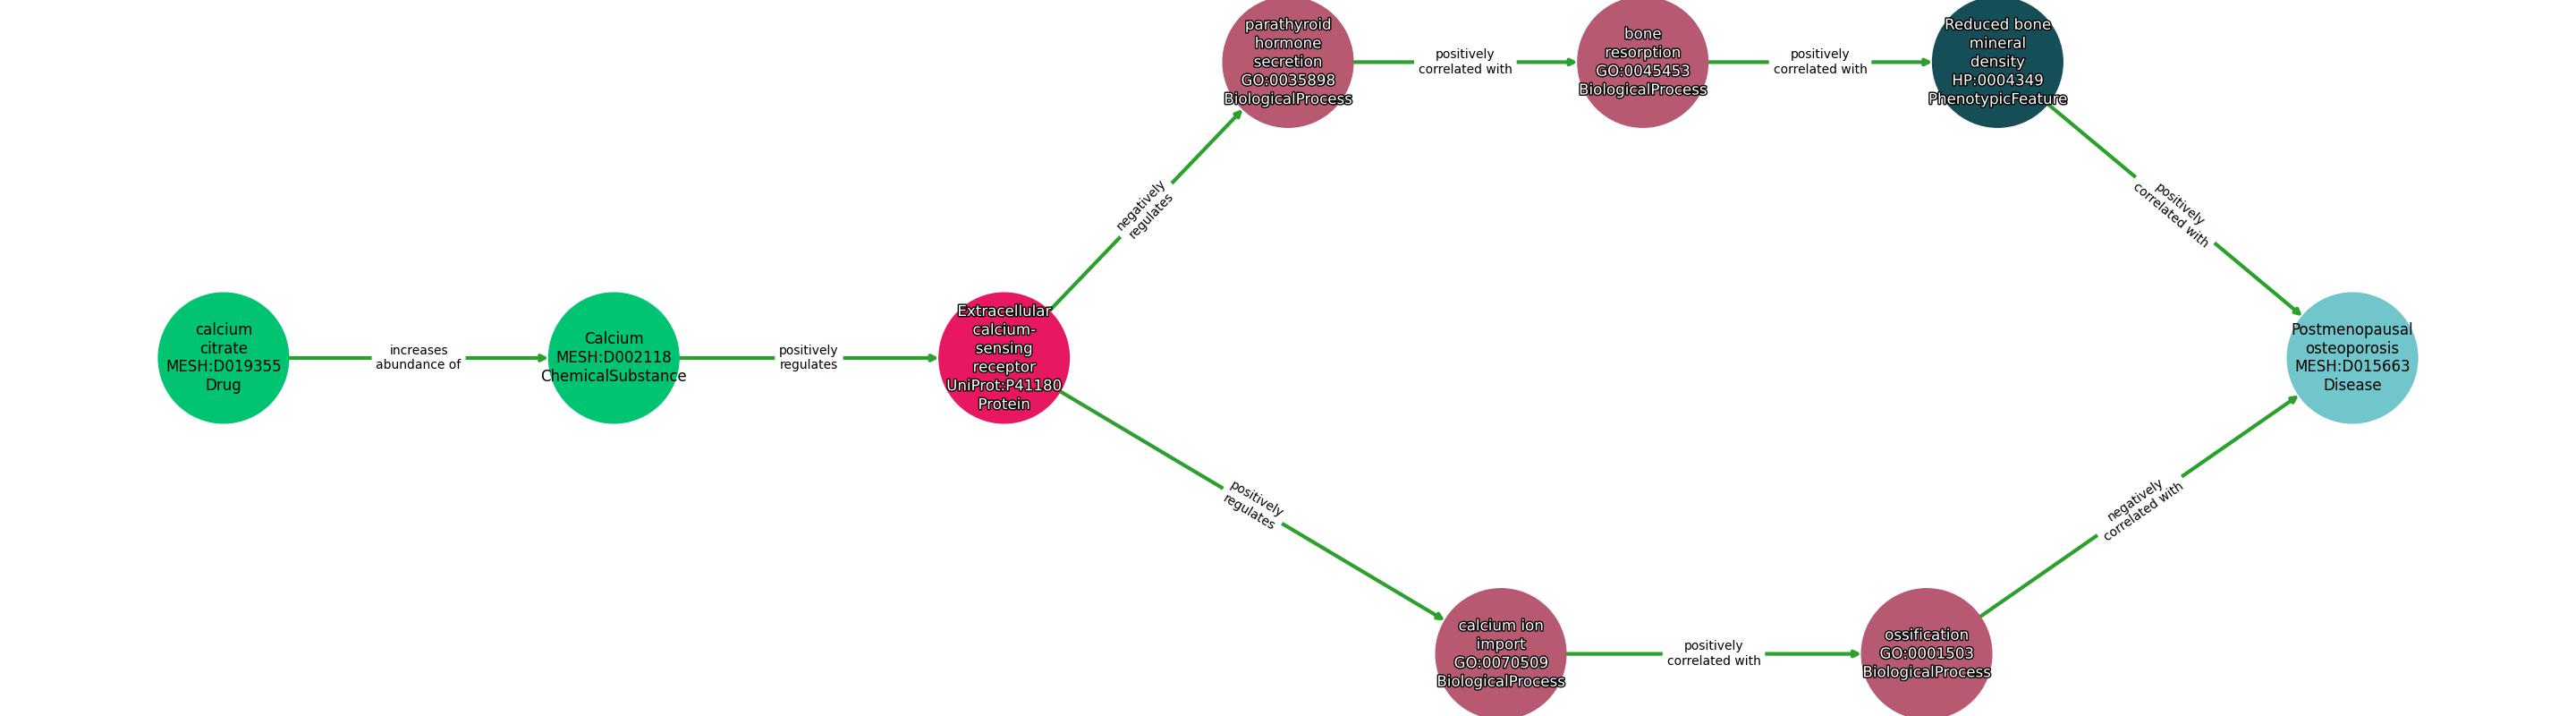 parathyroid
hormone
secretion
GO:0035898
BiologicalProcess
positively
correlated with
bone
resorption
GO:0045453
BiologicalProcess
positively
correlated with
Reduced bone
mineral
density
HP:0004349
PhenotypicFeature
negatively
regulates
positively
correlated with
calcium
citrate
MESH:D019355
Drug
increases
abundance of
Calcium
MESH:D002118
ChemicalSubstance
positively
regulates
Extracellular
calcium-
sensing
receptor
UniProt:P41180
Protein
Postmenopausal
osteoporosis
MESH:D015663
Disease
positively
regulates
negatively
correlated with
calcium ion
import
GO:0070509
BiologicalProcess
positively
correlated with
ossification
GO:0001503
BiologicalProcess